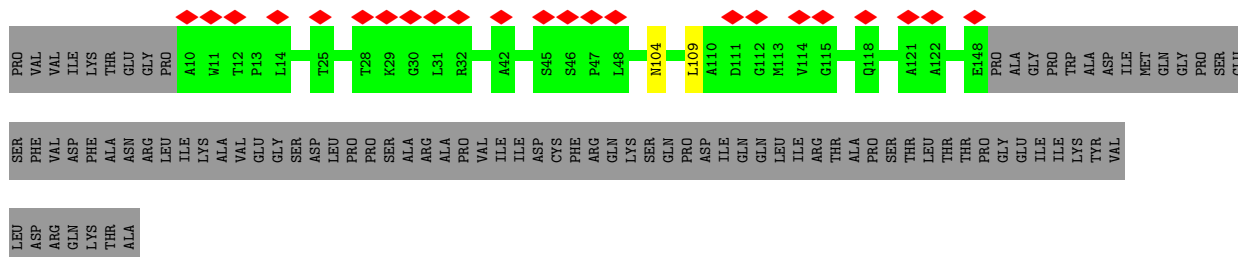 PRO VAL VAL ILE LYS THR GLU GLY PRO A10 W11 T12 P13 L14 T25 T28 K29 G30 L31 R32 A42 S45 S46 P47 L48 N104 L109 A110 D111 G112 M113 V114 G115 Q118 A121 A122 E148 PRO ALA GLY PRO TRP ALA ASP ILE MET GLN GLY PRO SER GLU
SER PHE VAL ASP PHE ALA ASN ARG LEU ILE LYS ALA VAL GLU GLY SER ASP LEU PRO PRO SER ALA ARG ALA PRO VAL ILE ILE ASP CYS PHE ARG GLN LYS SER GLN PRO ASP ILE GLN GLN LEU ILE ARG THR ALA PRO SER THR LEU THR THR PRO GLY GLU ILE ILE LYS TYR VAL
LEU ASP ARG GLN LYS THR ALA